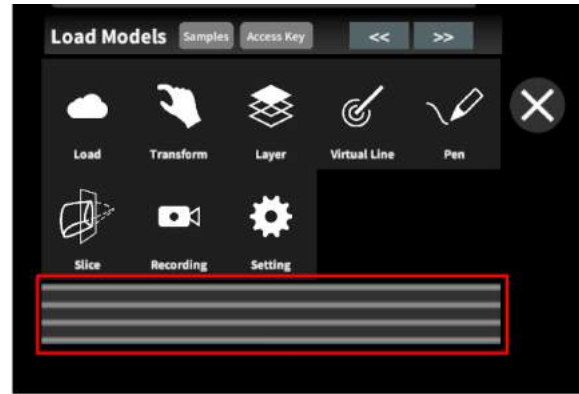 Load Models Samples Access Key << >>
Load Transform Layer Virtual Line Pen
Slice Recording Setting